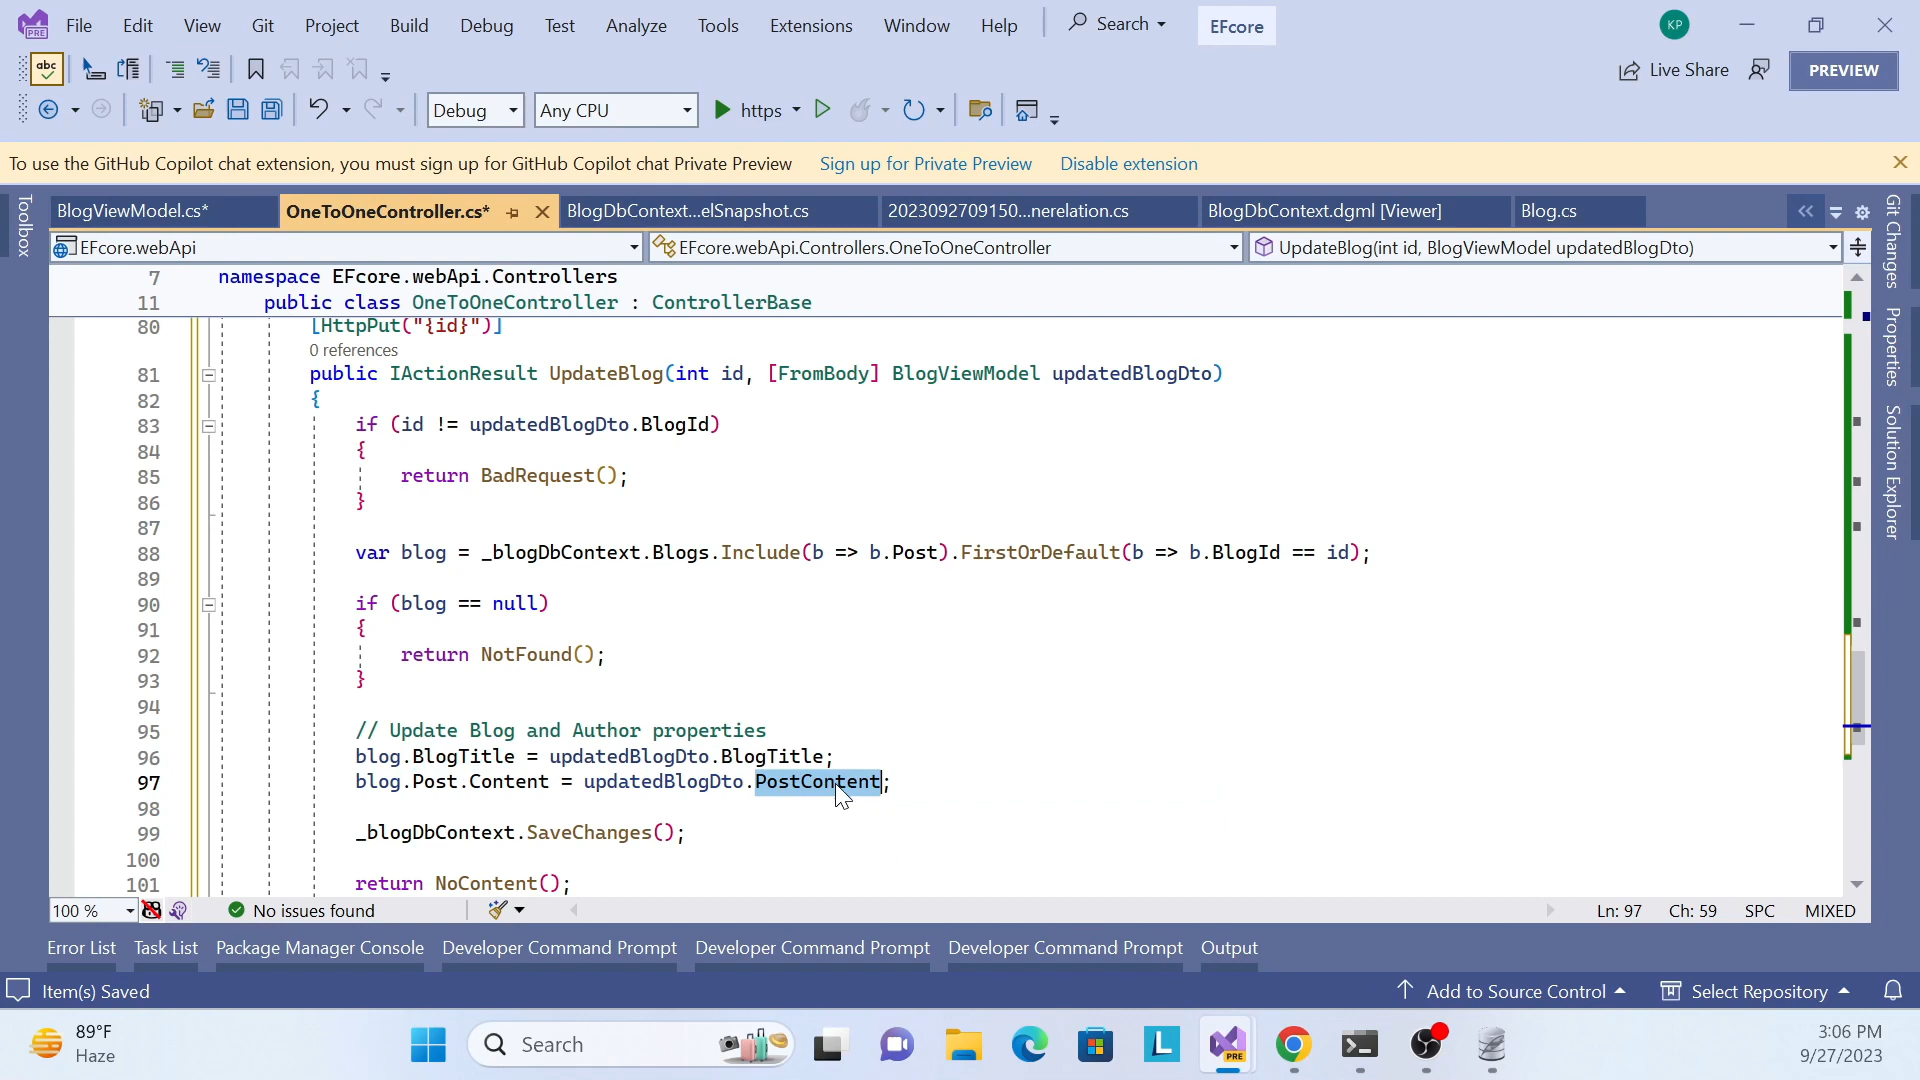 File Edit View Git Project Build Debug Test Analyze Tools Extensions Window Help Search EFcore KP
PRE
abc Live Share PREVIEW
Debug Any CPU https
To use the GitHub Copilot chat extension, you must sign up for GitHub Copilot chat Private Preview Sign up for Private Preview Disable extension
Toolbox
BlogViewModel.cs* OneToOneController.cs* BlogDbContext...elSnapshot.cs 2023092709150...nerelation.cs BlogDbContext.dgml [Viewer] Blog.cs
EFcore.webApi EFcore.webApi.Controllers.OneToOneController UpdateBlog(int id, BlogViewModel updatedBlogDto)
Git Changes
Properties
Solution Explorer
7 namespace EFcore.webApi.Controllers
11 public class OneToOneController : ControllerBase
80 [HttpPut("{id}")]
0 references
81 public IActionResult UpdateBlog(int id, [FromBody] BlogViewModel updatedBlogDto)
82 {
83 if (id != updatedBlogDto.BlogId)
84 {
85 return BadRequest();
86 }
87
88 var blog = _blogDbContext.Blogs.Include(b => b.Post).FirstOrDefault(b => b.BlogId == id);
89
90 if (blog == null)
91 {
92 return NotFound();
93 }
94
95 // Update Blog and Author properties
96 blog.BlogTitle = updatedBlogDto.BlogTitle;
97 blog.Post.Content = updatedBlogDto.PostContent;
98
99 _blogDbContext.SaveChanges();
100
101 return NoContent();
100 % No issues found Ln: 97 Ch: 59 SPC MIXED
Error List Task List Package Manager Console Developer Command Prompt Developer Command Prompt Developer Command Prompt Output
Item(s) Saved Add to Source Control Select Repository
89°F
Haze
Search
L
PRE
3:06 PM
9/27/2023